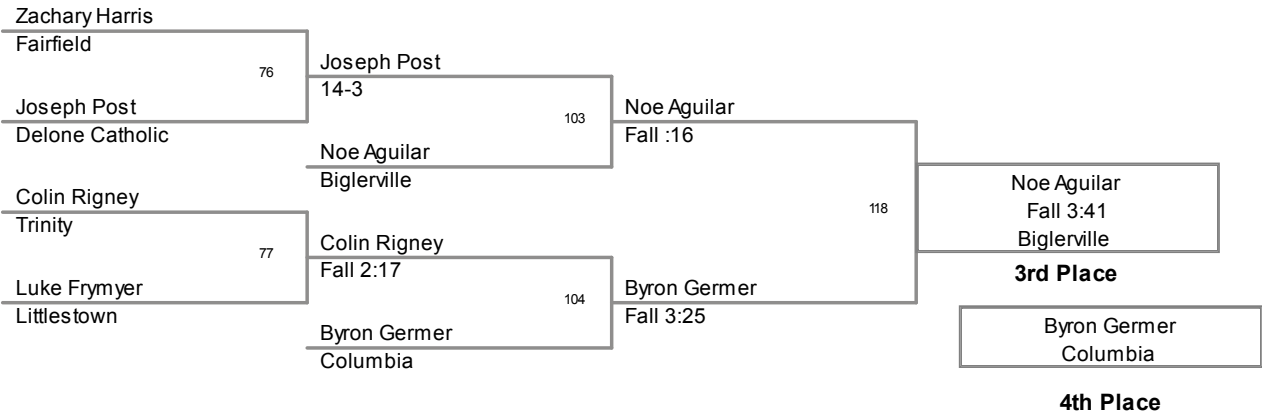 Zachary Harris
Fairfield
76
Joseph Post
Delone Catholic
Colin Rigney
Trinity
77
Luke Frymyer
Littlestown
Joseph Post
14-3
103
Noe Aguilar
Biglerville
Colin Rigney
Fall 2:17
104
Byron Germer
Columbia
Noe Aguilar
Fall :16
118
Byron Germer
Fall 3:25
Noe Aguilar
Fall 3:41
Biglerville
3rd Place
Byron Germer
Columbia
4th Place